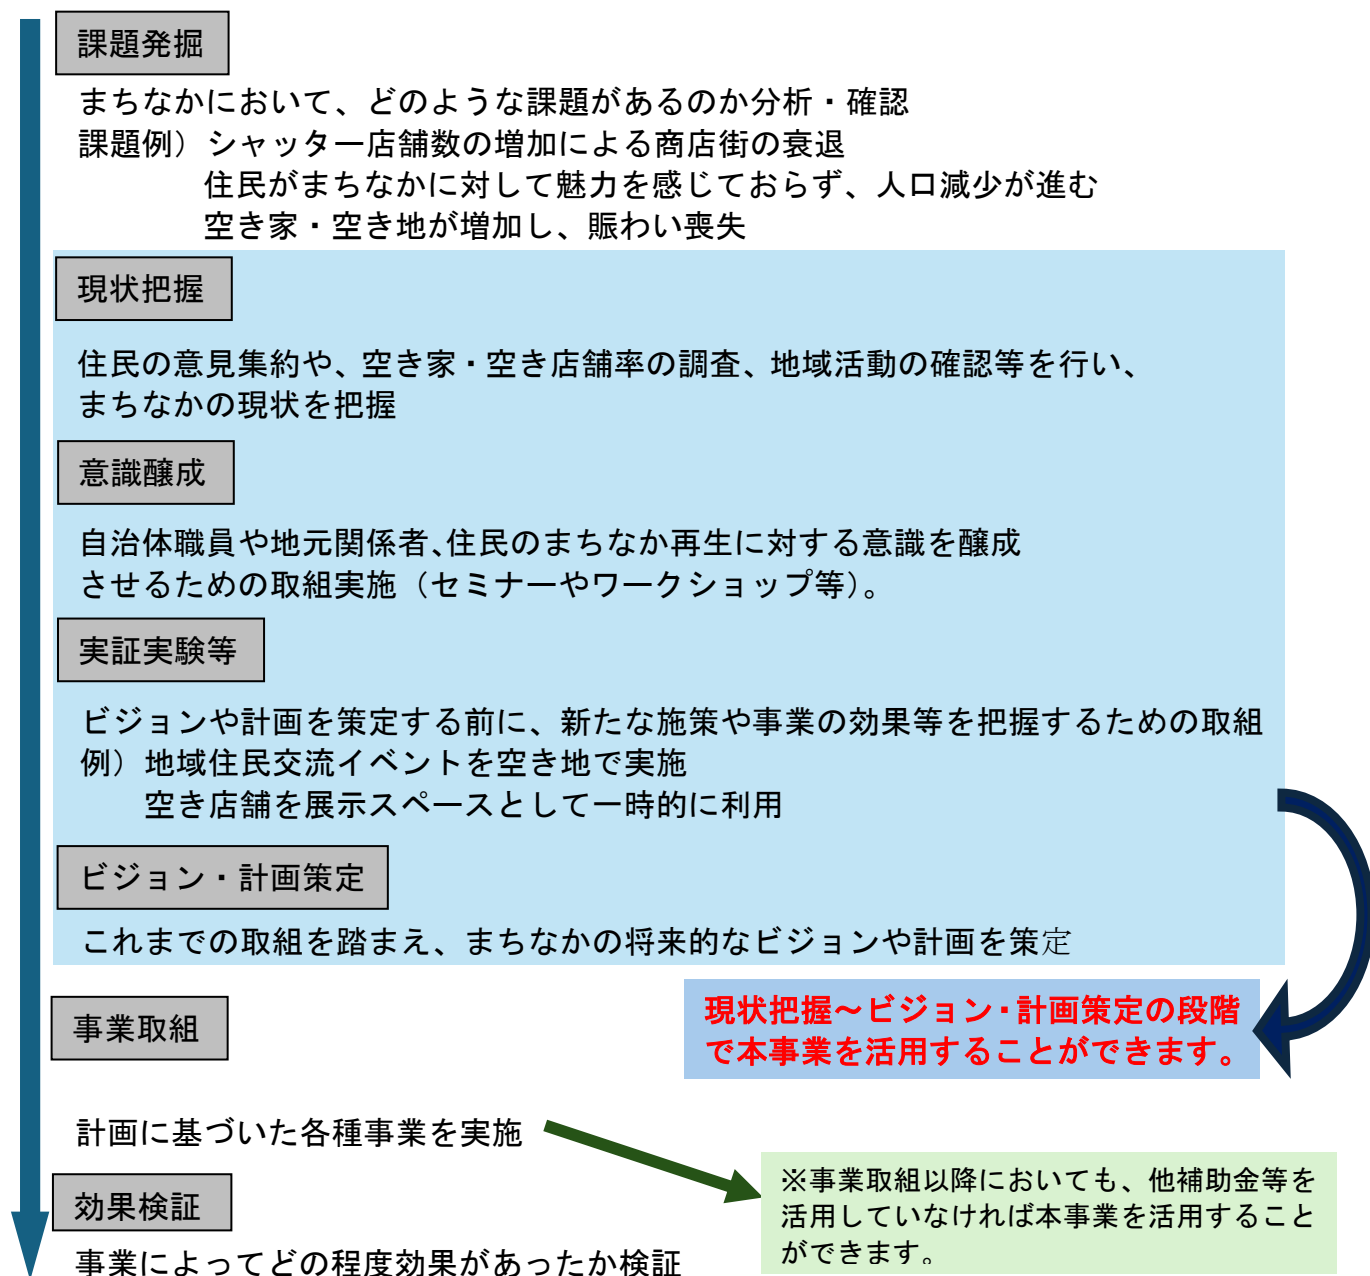 課題発掘
まちなかにおいて、どのような課題があるのか分析・確認
課題例）シャッター店舗数の増加による商店街の衰退
住民がまちなかに対して魅力を感じておらず、人口減少が進む
空き家・空き地が増加し、賑わい喪失
現状把握
住民の意見集約や、空き家・空き店舗率の調査、地域活動の確認等を行い、
まちなかの現状を把握
意識醸成
自治体職員や地元関係者、住民のまちなか再生に対する意識を醸成
させるための取組実施（セミナーやワークショップ等）。
実証実験等
ビジョンや計画を策定する前に、新たな施策や事業の効果等を把握するための取組
例）地域住民交流イベントを空き地で実施
空き店舗を展示スペースとして一時的に利用
ビジョン・計画策定
これまでの取組を踏まえ、まちなかの将来的なビジョンや計画を策定
現状把握～ビジョン・計画策定の段階
で本事業を活用することができます。
事業取組
計画に基づいた各種事業を実施
※事業取組以降においても、他補助金等を
活用していなければ本事業を活用すること
ができます。
効果検証
事業によってどの程度効果があったか検証